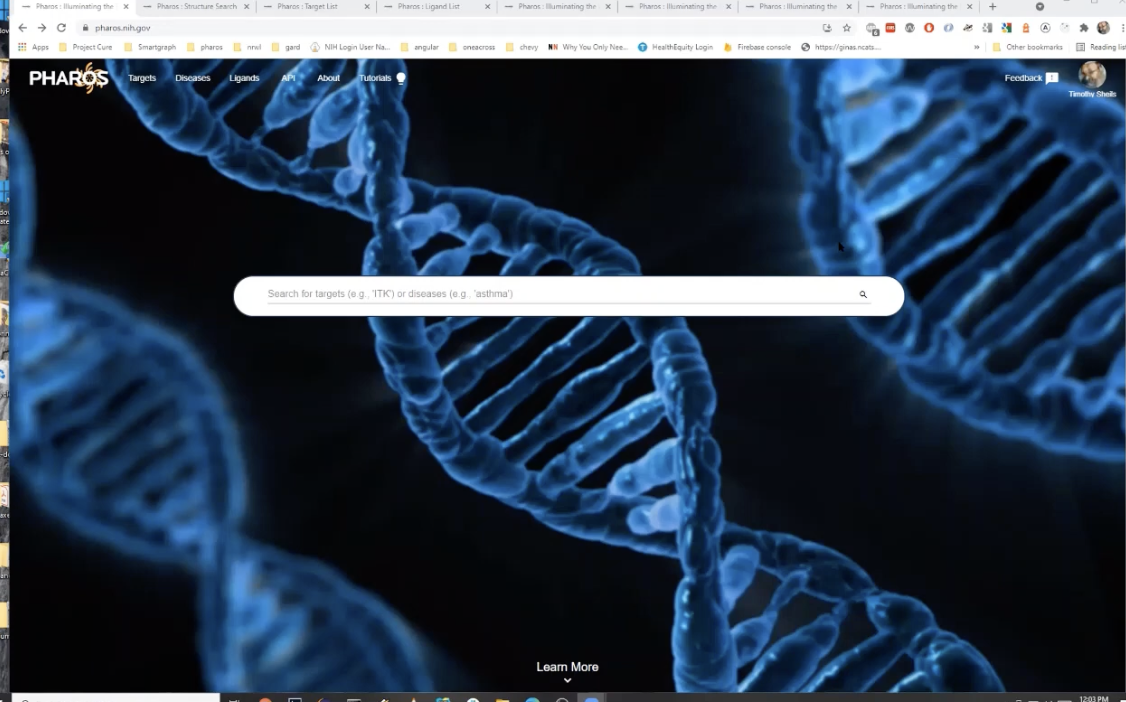 Pharos : Illuminating the Pharos : Structure Search Pharos : Target List Pharos : Ligand List Pharos : Illuminating the Pharos : Illuminating the Pharos : Illuminating the Pharos : Illuminating the
pharos.nih.gov
Apps Project Cure Smartgraph pharos nrwl gard NIH Login User Na... angular oneacross chevy Why You Only Nee... HealthEquity Login Firebase console https://ginas.ncats.... » Other bookmarks Reading list
PHAROS Targets Diseases Ligands API About Tutorials Feedback
Timothy Sheils
Search for targets (e.g., 'ITK') or diseases (e.g., 'asthma')
Learn More
12:03 PM